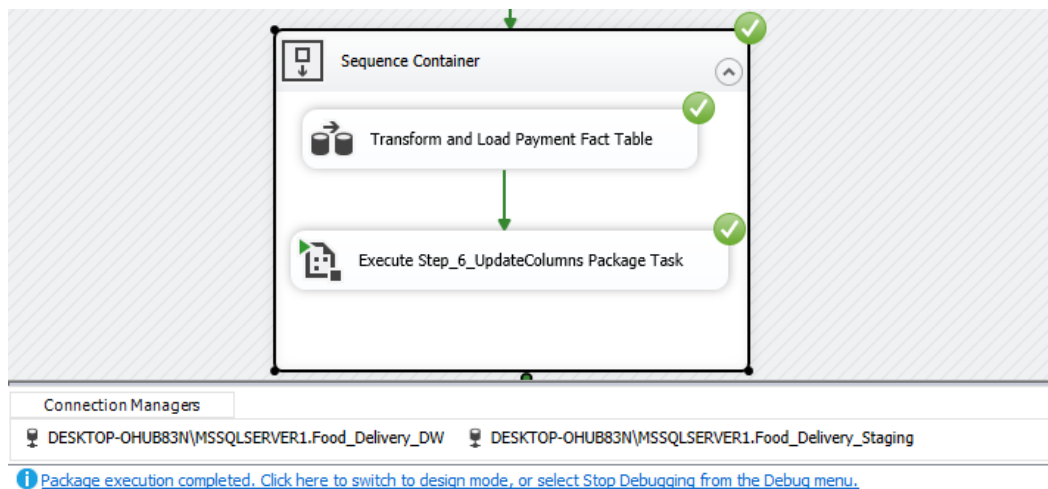 Sequence Container
Transform and Load Payment Fact Table
Execute Step_6_UpdateColumns Package Task
Connection Managers
DESKTOP-OHUB83N\MSSQLSERVER1.Food_Delivery_DW DESKTOP-OHUB83N\MSSQLSERVER1.Food_Delivery_Staging
Package execution completed. Click here to switch to design mode, or select Stop Debugging from the Debug menu.